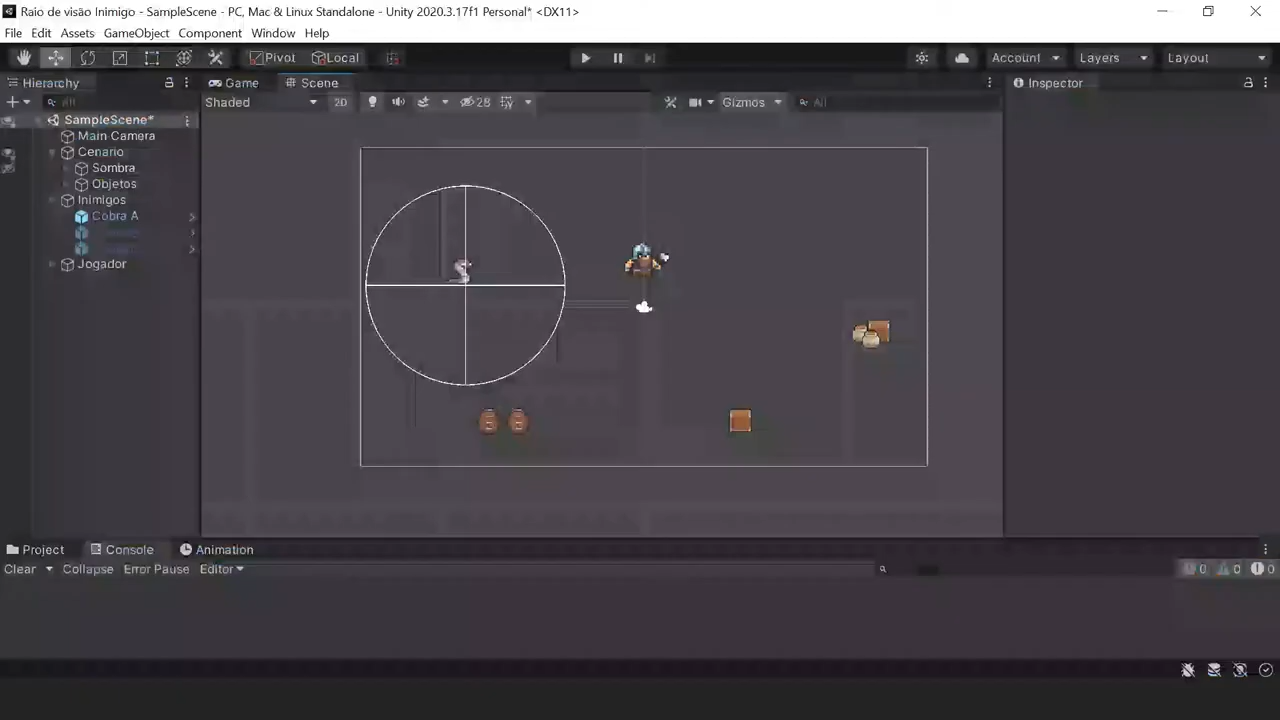 Raio de visão Inimigo - SampleScene - PC, Mac & Linux Standalone - Unity 2020.3.17f1 Personal* <DX11>
File Edit Assets GameObject Component Window Help
Pivot Local Account Layers Layout
Hierarchy Game Scene Inspector
All Shaded 2D 28 Gizmos All
SampleScene*
Main Camera
Cenario
Sombra
Objetos
Inimigos
Cobra A
Jogador
Project Console Animation
Clear Collapse Error Pause Editor 0 0 0